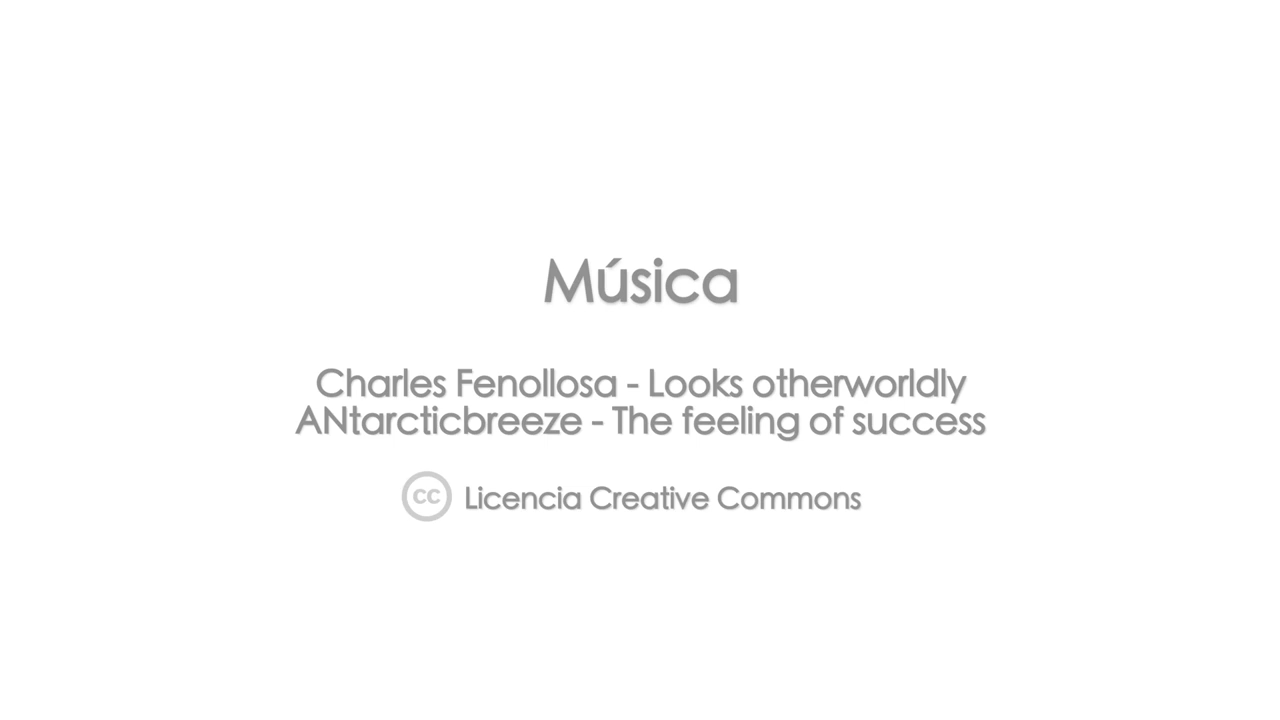 Música
Charles Fenollosa - Looks otherworldly
ANtarcticbreeze - The feeling of success
cc Licencia Creative Commons